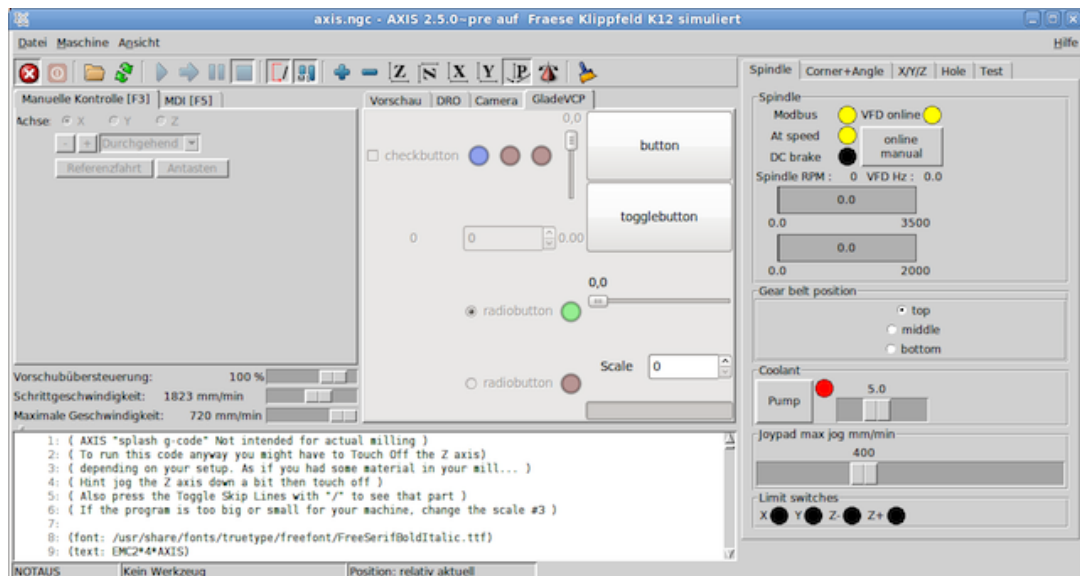 axis.ngc - AXIS 2.5.0~pre auf Fraese Klippfeld K12 simuliert
Datei Maschine Ansicht Hilfe
Z N X Y P
Manuelle Kontrolle [F3] MDI [F5]
Achse: X Y Z
- + Durchgehend
Referenzfahrt Antasten
Vorschubübersteuerung: 100 %
Schrittgeschwindigkeit: 1823 mm/min
Maximale Geschwindigkeit: 720 mm/min
Vorschau DRO Camera GladeVCP
0,0
checkbutton
button
togglebutton
0 0 0.00
0,0
radiobutton
Scale 0
radiobutton
Spindle Corner+Angle X/Y/Z Hole Test
Spindle
Modbus VFD online
At speed online
DC brake manual
Spindle RPM : 0 VFD Hz : 0.0
0.0
0.0 3500
0.0
0.0 2000
Gear belt position
top
middle
bottom
Coolant
Pump 5.0
Joypad max jog mm/min
400
Limit switches
X Y Z- Z+
1: ( AXIS "splash g-code" Not intended for actual milling )
2: ( To run this code anyway you might have to Touch Off the Z axis)
3: ( depending on your setup. As if you had some material in your mill... )
4: ( Hint jog the Z axis down a bit then touch off )
5: ( Also press the Toggle Skip Lines with "/" to see that part )
6: ( If the program is too big or small for your machine, change the scale #3 )
7:
8: (font: /usr/share/fonts/truetype/freefont/FreeSerifBoldItalic.ttf)
9: (text: EMC2*4*AXIS)
NOTAUS Kein Werkzeug Position: relativ aktuell